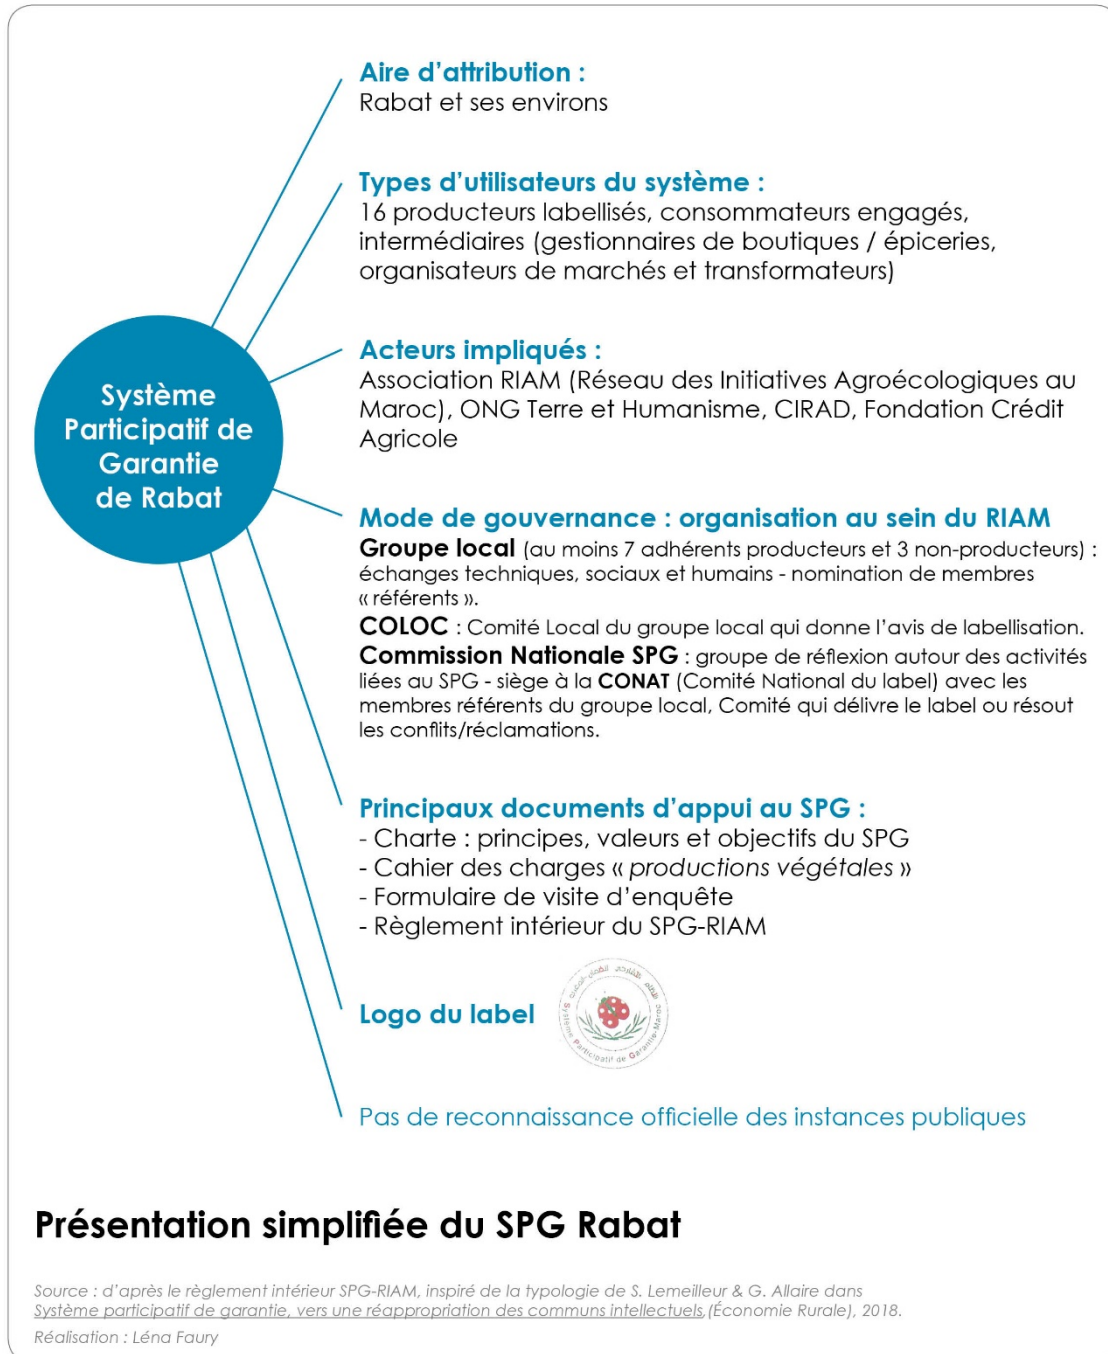 Aire d’attribution :
Rabat et ses environs
Types d’utilisateurs du système :
16 producteurs labellisés, consommateurs engagés,
intermédiaires (gestionnaires de boutiques / épiceries,
organisateurs de marchés et transformateurs)
Système
Participatif de
Garantie
de Rabat
Acteurs impliqués :
Association RIAM (Réseau des Initiatives Agroécologiques au
Maroc), ONG Terre et Humanisme, CIRAD, Fondation Crédit
Agricole
Mode de gouvernance : organisation au sein du RIAM
Groupe local (au moins 7 adhérents producteurs et 3 non-producteurs) :
échanges techniques, sociaux et humains - nomination de membres
« référents ».
COLOC : Comité Local du groupe local qui donne l’avis de labellisation.
Commission Nationale SPG : groupe de réflexion autour des activités
liées au SPG - siège à la CONAT (Comité National du label) avec les
membres référents du groupe local, Comité qui délivre le label ou résout
les conflits/réclamations.
Principaux documents d’appui au SPG :
- Charte : principes, valeurs et objectifs du SPG
- Cahier des charges « productions végétales »
- Formulaire de visite d’enquête
- Règlement intérieur du SPG-RIAM
Logo du label
Système Participatif de Garantie-Maroc
Pas de reconnaissance officielle des instances publiques
Présentation simplifiée du SPG Rabat
Source : d’après le règlement intérieur SPG-RIAM, inspiré de la typologie de S. Lemeilleur & G. Allaire dans
Système participatif de garantie, vers une réappropriation des communs intellectuels,(Économie Rurale), 2018.
Réalisation : Léna Faury